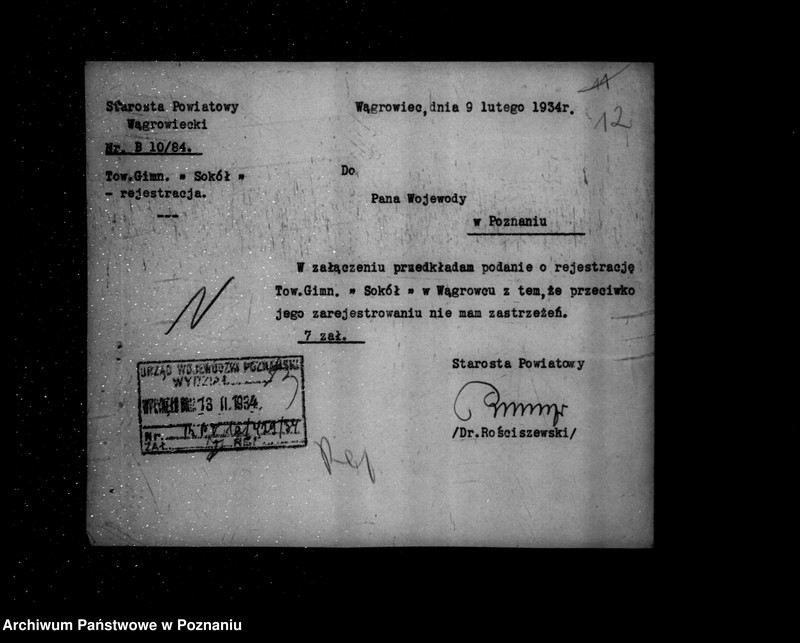 11
12
Starosta Powiatowy
Wągrowiecki
Nr. B 10/84.
Tow.Gimn. " Sokół "
- rejestracja.
Wągrowiec,dnia 9 lutego 1934r.
Do
Pana Wojewody
w Poznaniu
W załączeniu przedkładam podanie o rejestrację
Tow.Gimn. " Sokół " w Wągrowcu z tem,że przeciwko
jego zarejestrowaniu nie mam zastrzeżeń.
7 zał.
Starosta Powiatowy
/Dr.Rościszewski/
N
URZĄD WOJEWÓDZKI POZNAŃSKI
WYDZIAŁ
13 II.1934.
Nr.
ZAŁ.
Archiwum Państwowe w Poznaniu